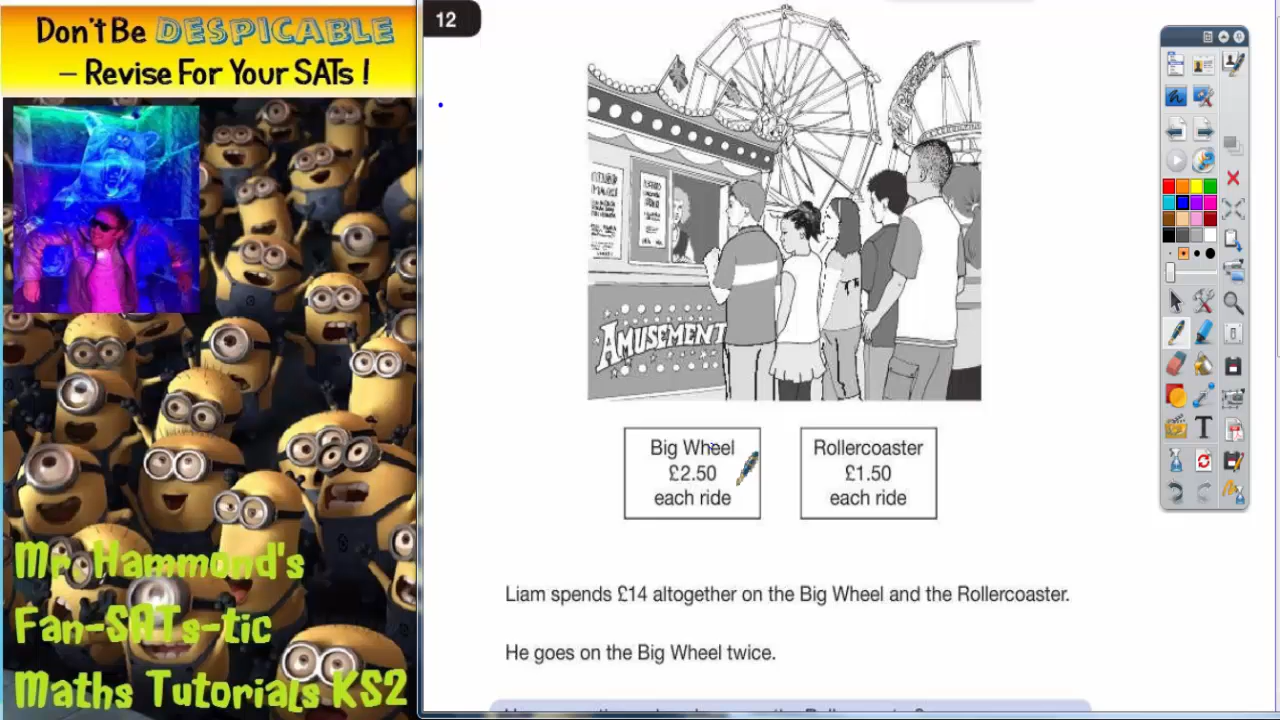 Don't Be DESPICABLE
– Revise For Your SATs !
Mr. Hammond's
Fan-SATs-tic
Maths Tutorials KS2
12
AMUSEMENT
Big Wheel
£2.50
each ride
Rollercoaster
£1.50
each ride
Liam spends £14 altogether on the Big Wheel and the Rollercoaster.
He goes on the Big Wheel twice.